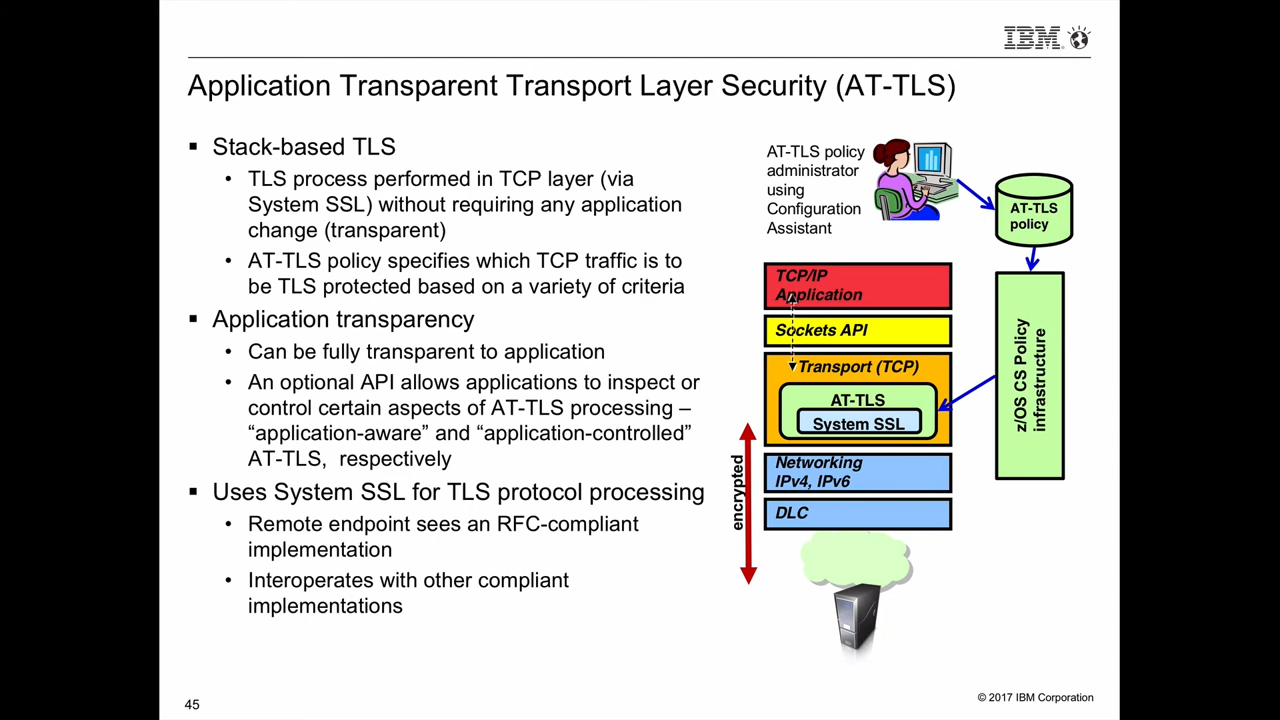 IBM
Application Transparent Transport Layer Security (AT-TLS)
▪ Stack-based TLS
• TLS process performed in TCP layer (via
System SSL) without requiring any application
change (transparent)
• AT-TLS policy specifies which TCP traffic is to
be TLS protected based on a variety of criteria
▪ Application transparency
• Can be fully transparent to application
• An optional API allows applications to inspect or
control certain aspects of AT-TLS processing –
“application-aware” and “application-controlled”
AT-TLS, respectively
▪ Uses System SSL for TLS protocol processing
• Remote endpoint sees an RFC-compliant
implementation
• Interoperates with other compliant
implementations
AT-TLS policy
administrator
using
Configuration
Assistant
AT-TLS
policy
TCP/IP
Application
Sockets API
Transport (TCP)
AT-TLS
System SSL
Networking
IPv4, IPv6
DLC
encrypted
z/OS CS Policy
infrastructure
45
© 2017 IBM Corporation